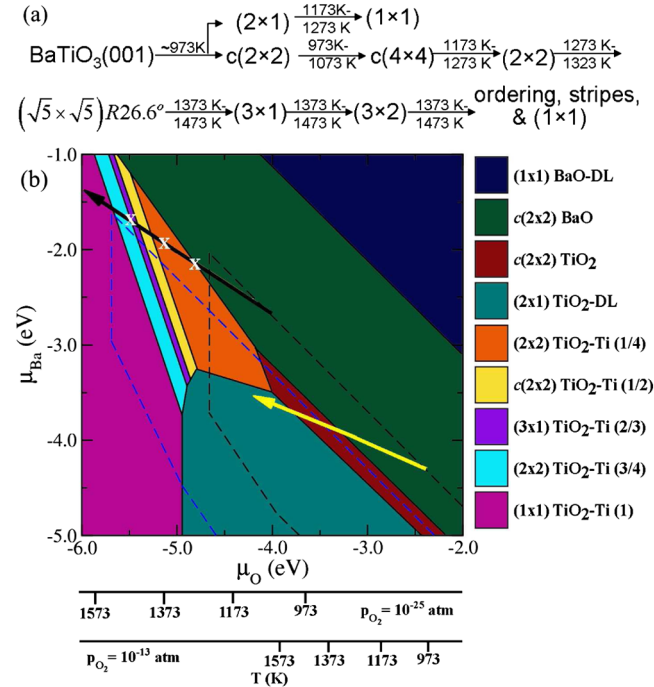 (a)
(2×1) 1173K- 1273 K (1×1)
BaTiO3(001) ~973K c(2×2) 973K- 1073 K c(4×4) 1173 K- 1273 K (2×2) 1273 K- 1323 K
(√5×√5)R26.6° 1373 K- 1473 K (3×1) 1373 K- 1473 K (3×2) 1373 K- 1473 K ordering, stripes,
& (1×1)
(b)
-1.0
-2.0
-3.0
-4.0
-5.0
μBa (eV)
X
X
X
-6.0 -5.0 -4.0 -3.0 -2.0
μO (eV)
(1x1) BaO-DL
c(2x2) BaO
c(2x2) TiO2
(2x1) TiO2-DL
(2x2) TiO2-Ti (1/4)
c(2x2) TiO2-Ti (1/2)
(3x1) TiO2-Ti (2/3)
(2x2) TiO2-Ti (3/4)
(1x1) TiO2-Ti (1)
1573 1373 1173 973 pO2 = 10-25 atm
pO2 = 10-13 atm 1573 1373 1173 973
T (K)